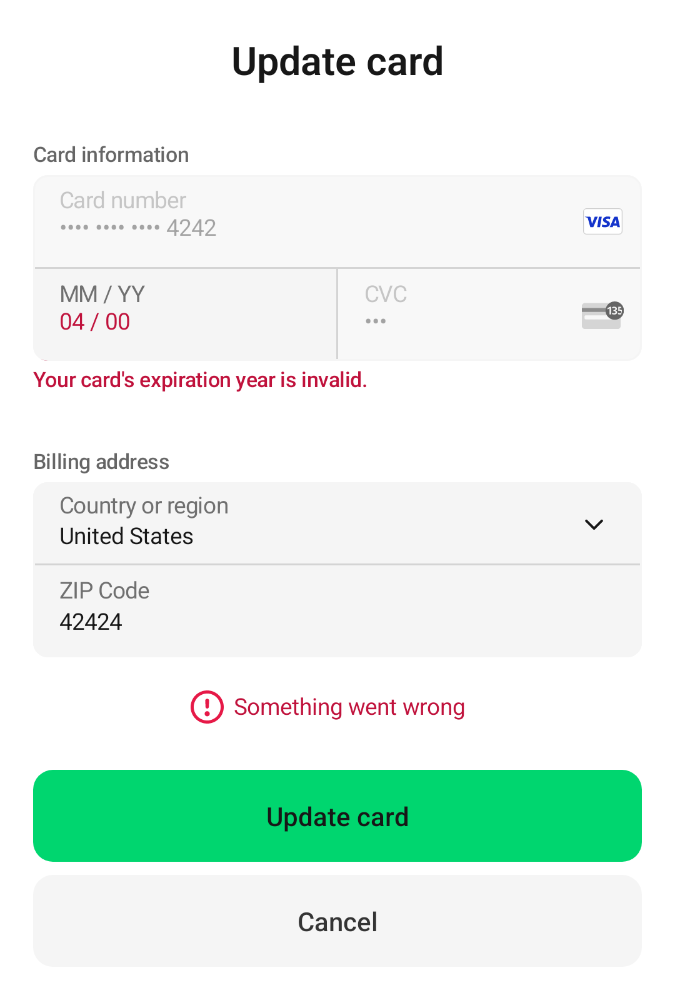 Update card
Card information
Card number
•••• •••• •••• 4242
VISA
MM / YY
04 / 00
CVC
•••
135
Your card's expiration year is invalid.
Billing address
Country or region
United States
ZIP Code
42424
Something went wrong
Update card
Cancel